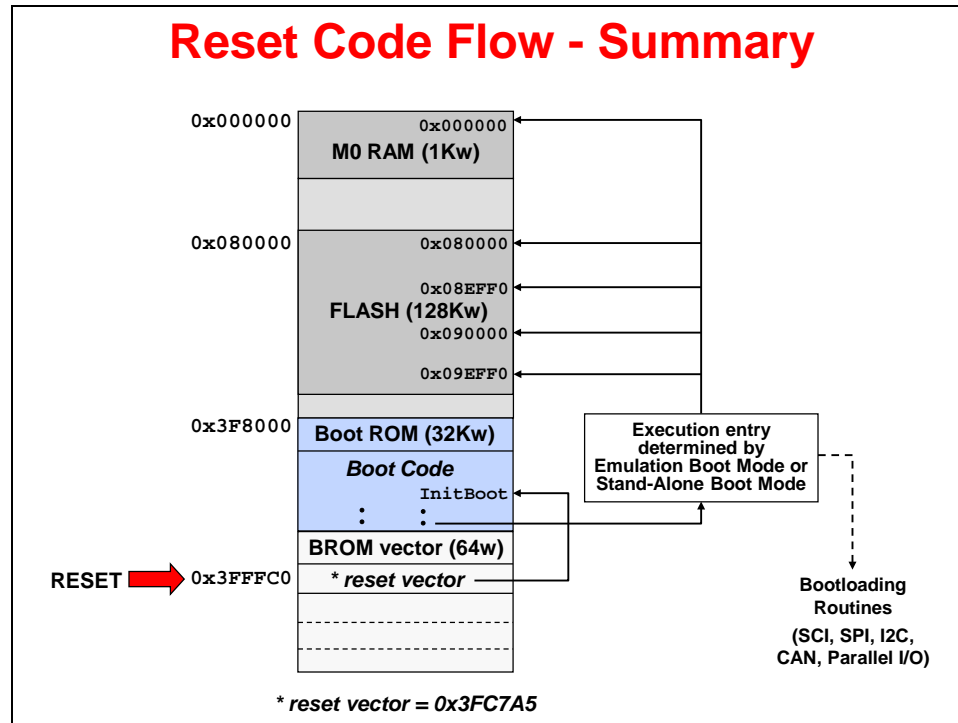 Reset Code Flow - Summary
0x000000
0x000000
M0 RAM (1Kw)
0x080000
0x080000
0x08EFF0
FLASH (128Kw)
0x090000
0x09EFF0
0x3F8000
Boot ROM (32Kw)
Boot Code
InitBoot
: :
Execution entry
determined by
Emulation Boot Mode or
Stand-Alone Boot Mode
BROM vector (64w)
RESET
0x3FFFC0
* reset vector
Bootloading
Routines
(SCI, SPI, I2C,
CAN, Parallel I/O)
* reset vector = 0x3FC7A5